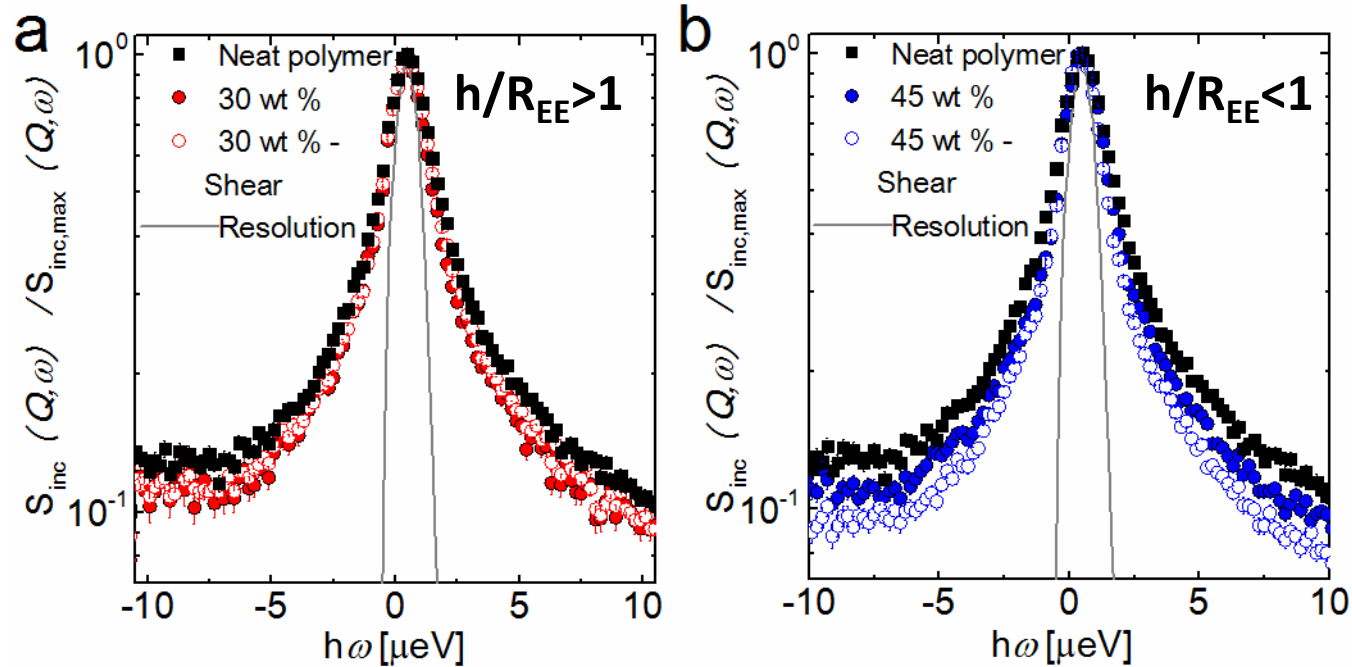 a
Neat polymer
30 wt %
30 wt % -
Shear
Resolution
h/R_EE>1
S_inc (Q,ω) /S_inc,max (Q,ω)
10^0
10^-1
-10 -5 0 5 10
hω [μeV]
b
Neat polymer
45 wt %
45 wt % -
Shear
Resolution
h/R_EE<1
S_inc (Q,ω) /S_inc,max (Q,ω)
10^0
10^-1
-10 -5 0 5 10
hω [μeV]